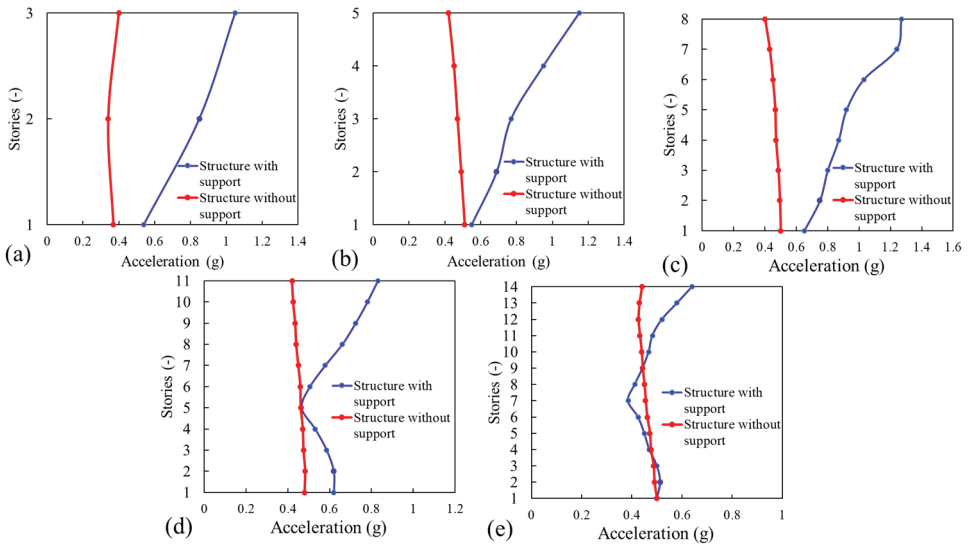 3
2
1
Stories (-)
Structure with
support
Structure without
support
0 0.2 0.4 0.6 0.8 1 1.2 1.4
Acceleration (g)
(a)
5
4
3
2
1
Stories (-)
Structure with
support
Structure without
support
0 0.2 0.4 0.6 0.8 1 1.2 1.4
Acceleration (g)
(b)
8
7
6
5
4
3
2
1
Stories (-)
Structure with
support
Structure without
support
0 0.2 0.4 0.6 0.8 1 1.2 1.4 1.6
Acceleration (g)
(c)
11
10
9
8
7
6
5
4
3
2
1
Stories (-)
Structure with
support
Structure without
support
0 0.2 0.4 0.6 0.8 1 1.2
Acceleration (g)
(d)
14
13
12
11
10
9
8
7
6
5
4
3
2
1
Stories (-)
Structure with
support
Structure without
support
0 0.2 0.4 0.6 0.8 1
Acceleration (g)
(e)